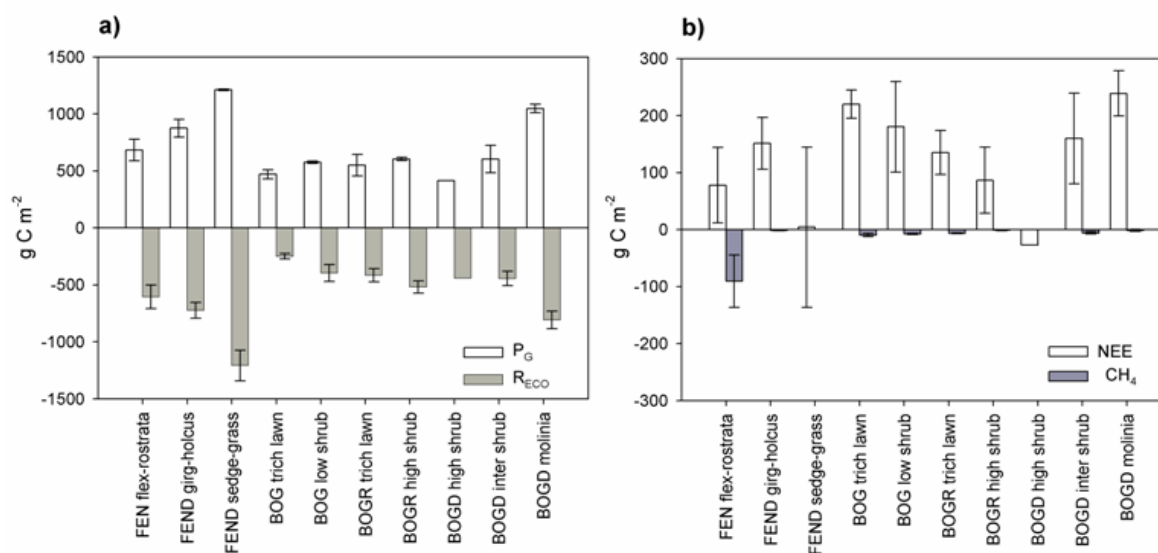 a)
1500
1000
500
0
-500
-1000
-1500
g C m-2
PG
RECO
FEN flex-rostrata
FEND girg-holcus
FEND sedge-grass
BOG trich lawn
BOG low shrub
BOGR trich lawn
BOGR high shrub
BOGD high shrub
BOGD inter shrub
BOGD molinia
b)
300
200
100
0
-100
-200
-300
g C m-2
NEE
CH4
FEN flex-rostrata
FEND girg-holcus
FEND sedge-grass
BOG trich lawn
BOG low shrub
BOGR trich lawn
BOGR high shrub
BOGD high shrub
BOGD inter shrub
BOGD molinia